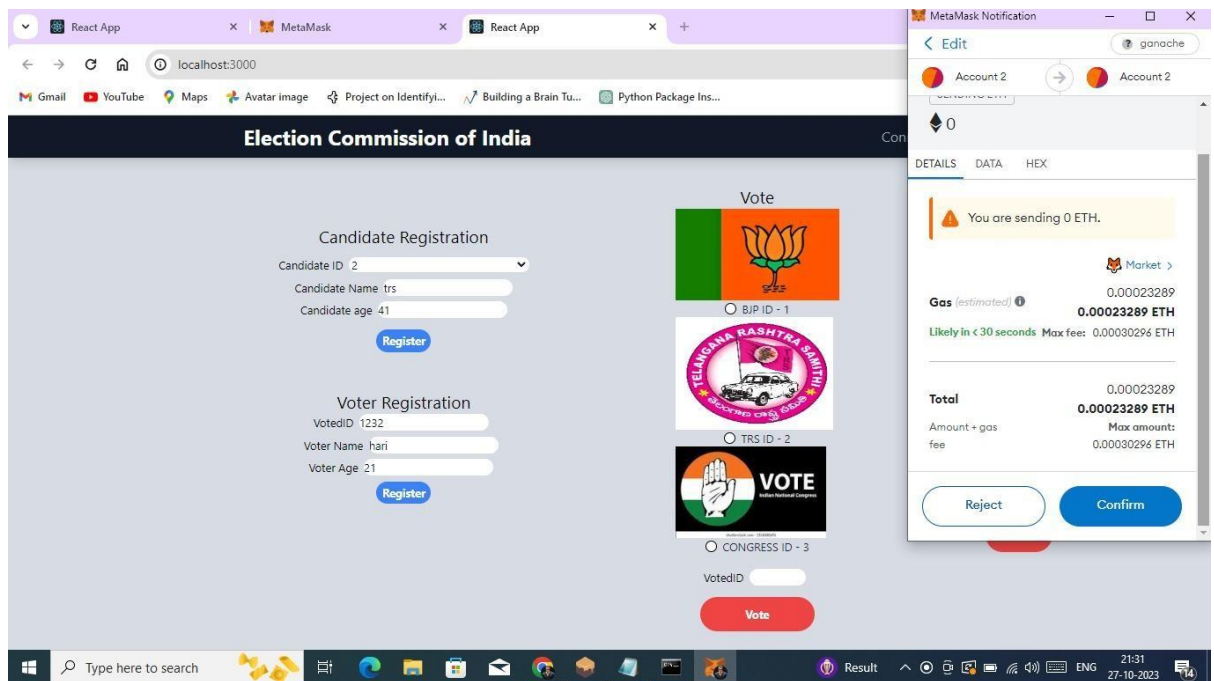 React App
MetaMask
React App
MetaMask Notification
localhost:3000
Gmail
YouTube
Maps
Avatar image
Project on Identifyi...
Building a Brain Tu...
Python Package Ins...
Edit
ganache
Account 2
Account 2
0
DETAILS DATA HEX
You are sending 0 ETH.
Market >
Gas (estimated)
0.00023289
0.00023289 ETH
Likely in < 30 seconds Max fee: 0.00030296 ETH
Total
0.00023289
0.00023289 ETH
Amount + gas fee
Max amount:
0.00030296 ETH
Reject
Confirm
Election Commission of India
Con
Candidate Registration
Candidate ID 2
Candidate Name trs
Candidate age 41
Register
Voter Registration
VotedID 1232
Voter Name hari
Voter Age 21
Register
Vote
BJP ID - 1
TELANGANA RASHTRA SAMITHI
TRS ID - 2
VOTE
Indian National Congress
CONGRESS ID - 3
VotedID
Vote
Type here to search
Result
ENG
21:31
27-10-2023
14